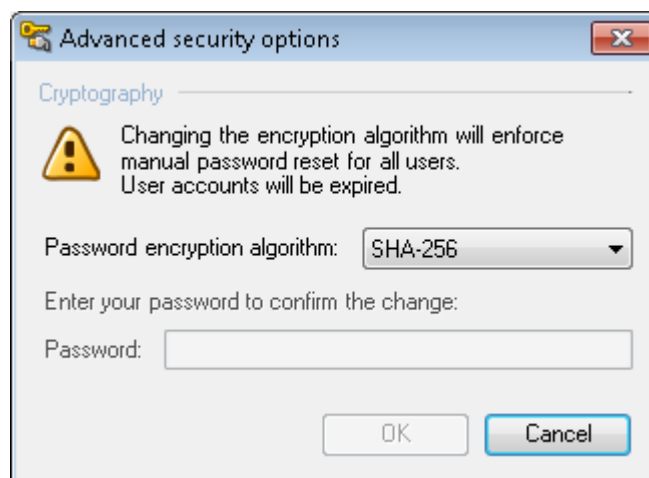 Advanced security options
Cryptography
Changing the encryption algorithm will enforce
manual password reset for all users.
User accounts will be expired.
Password encryption algorithm: SHA-256
Enter your password to confirm the change:
Password:
OK Cancel